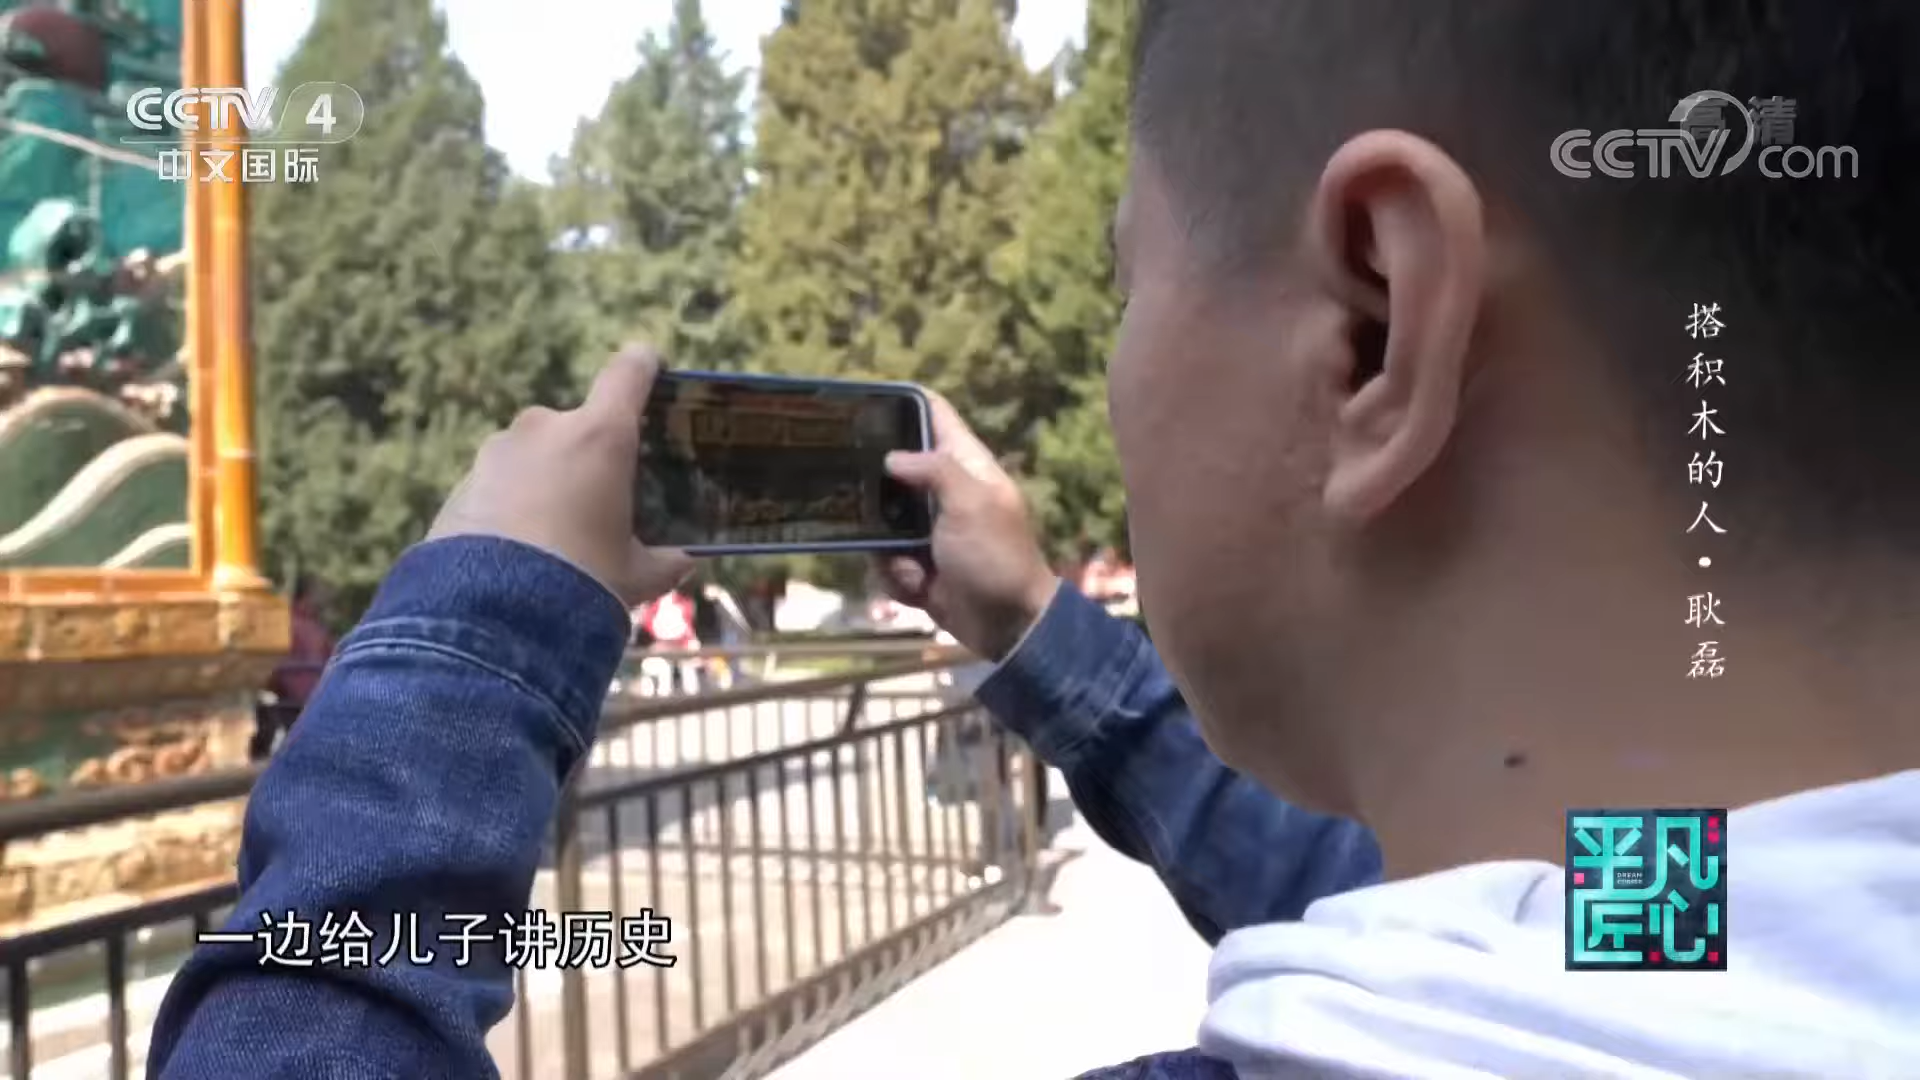 CCTV 4
中文国际
高清
CCTV com
搭积木的人·耿磊
平凡
DREAM
匠心
一边给儿子讲历史